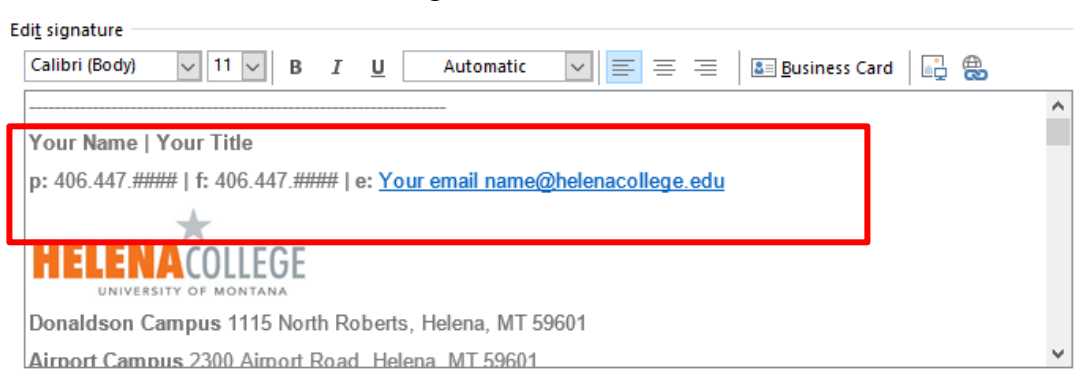 Edit signature
Calibri (Body) 11 B I U Automatic Business Card
Your Name | Your Title
p: 406.447.#### | f: 406.447.#### | e: Your email name@helenacollege.edu
HELENACOLLEGE
UNIVERSITY OF MONTANA
Donaldson Campus 1115 North Roberts, Helena, MT 59601
Airport Campus 2300 Airport Road Helena MT 59601